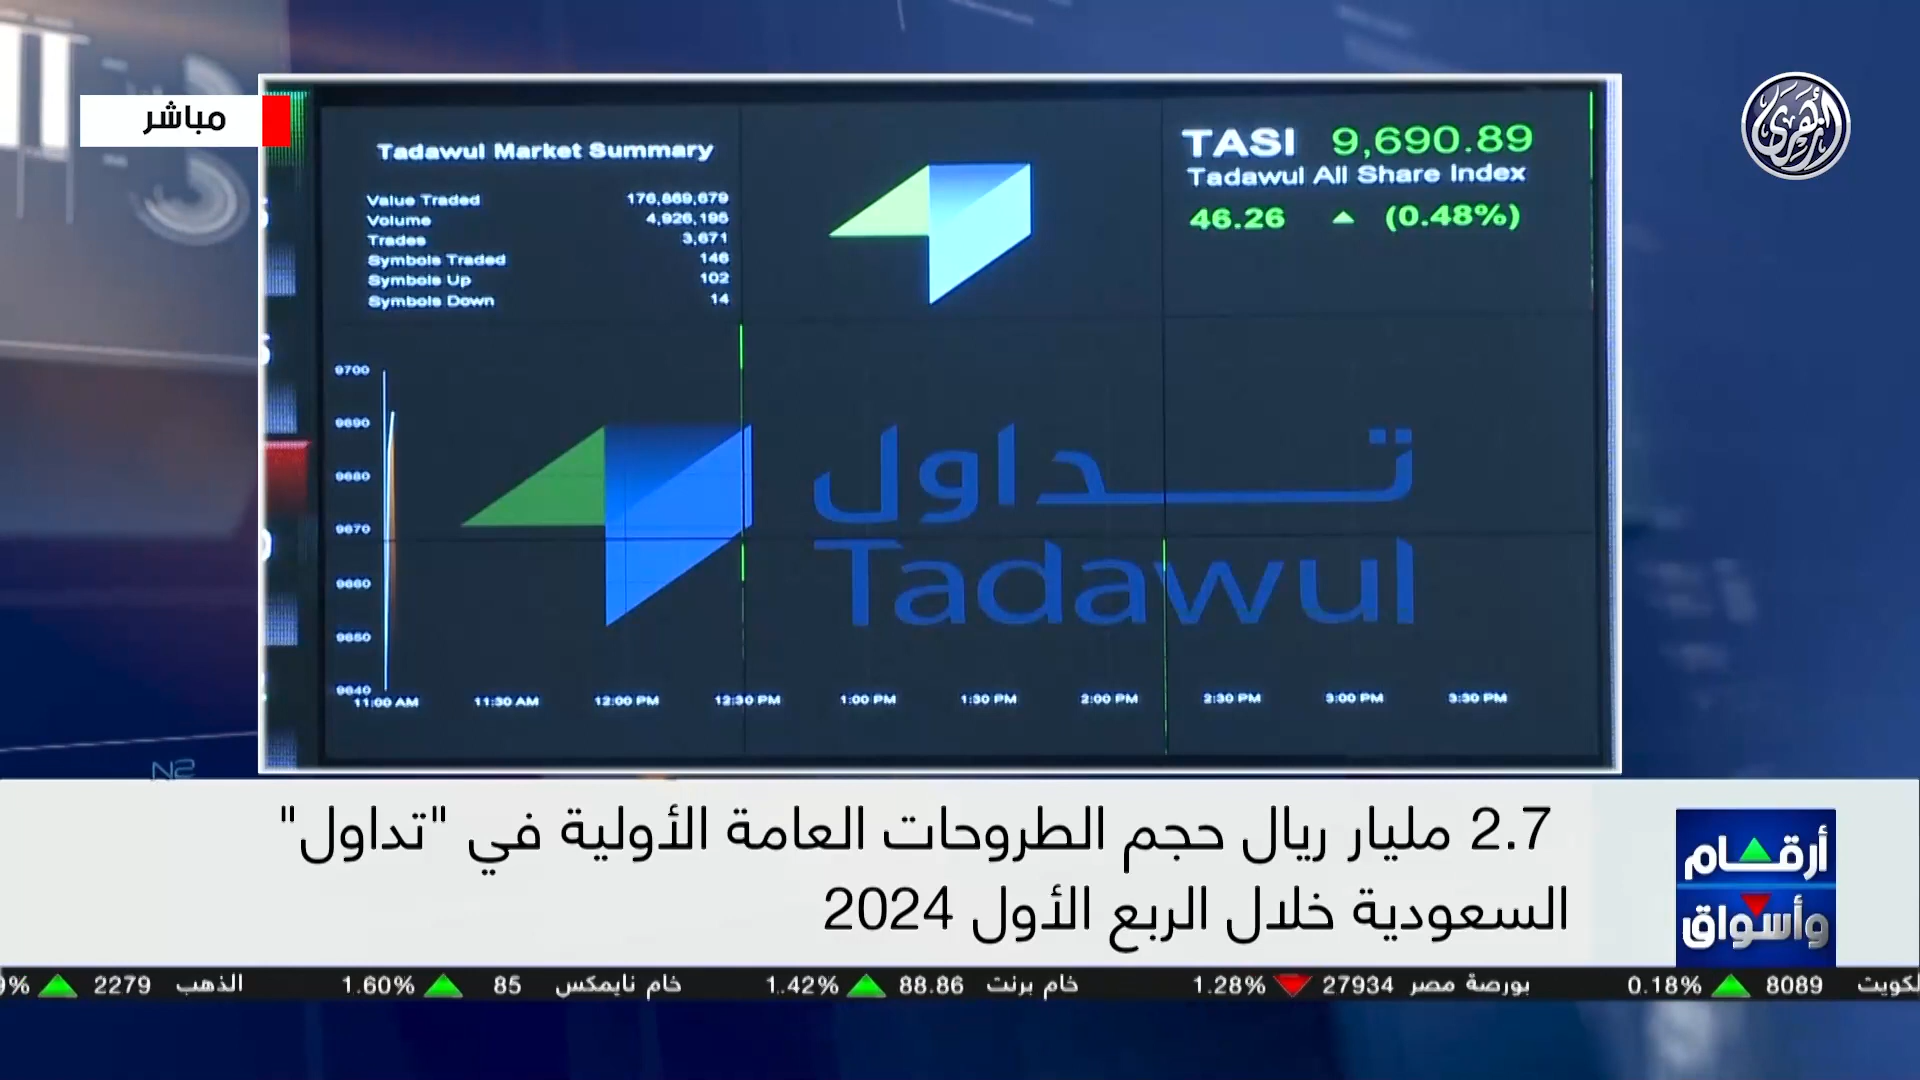 مباشر
أزهري
Tadawul Market Summary
Value Traded 176,869,679
Volume 4,926,195
Trades 3,671
Symbols Traded 146
Symbols Up 102
Symbols Down 14
TASI 9,690.89
Tadawul All Share Index
46.26 ▲ (0.48%)
9700
9690
9680
9670
9660
9650
9640
تداول
Tadawul
11:00 AM 11:30 AM 12:00 PM 12:30 PM 1:00 PM 1:30 PM 2:00 PM 2:30 PM 3:00 PM 3:30 PM
2.7 مليار ريال حجم الطروحات العامة الأولية في "تداول"
السعودية خلال الربع الأول 2024
أرقام
وأسواق
الكويت 8089 ▲ 0.18% بورصة مصر 27934 ▼ 1.28% خام برنت 88.86 ▲ 1.42% خام نايمكس 85 ▲ 1.60% الذهب 2279 ▲